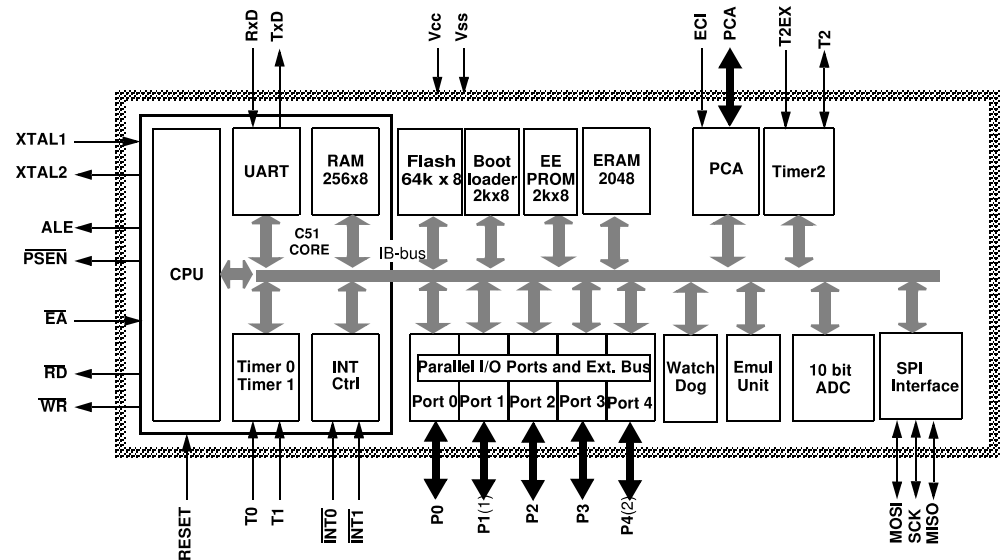 RxD
TxD
Vcc
Vss
ECI
PCA
T2EX
T2
XTAL1
XTAL2
ALE
PSEN
EA
RD
WR
CPU
UART
RAM
256x8
C51
CORE
IB-bus
Flash
64k x 8
Boot
loader
2kx8
EE
PROM
2kx8
ERAM
2048
PCA
Timer2
Timer 0
Timer 1
INT
Ctrl
Parallel I/O Ports and Ext. Bus
Port 0
Port 1
Port 2
Port 3
Port 4
Watch
Dog
Emul
Unit
10 bit
ADC
SPI
Interface
RESET
T0
T1
INT0
INT1
P0
P1(1)
P2
P3
P4(2)
MOSI
SCK
MISO